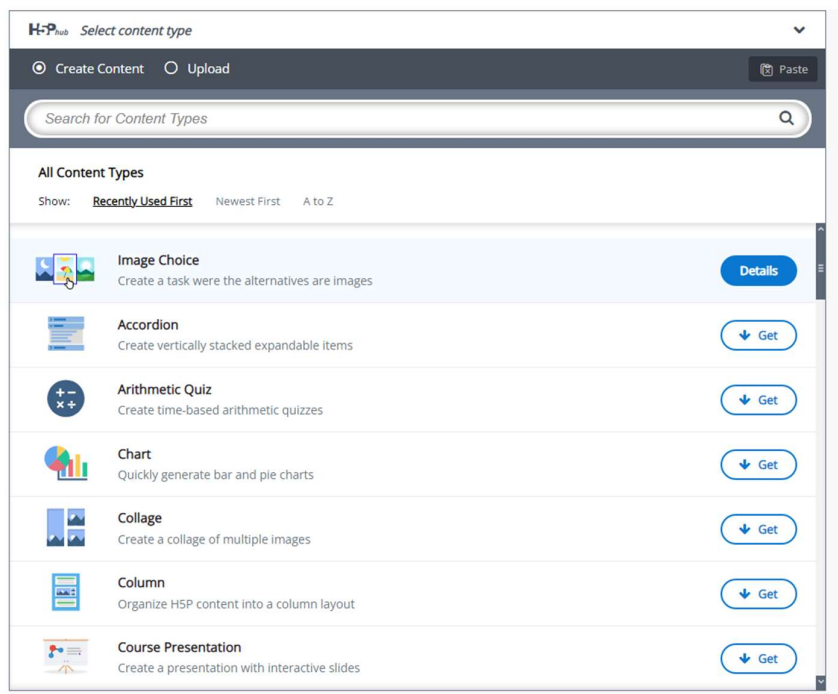 H5Phub Select content type
Create Content Upload Paste
Search for Content Types
All Content Types
Show: Recently Used First Newest First A to Z
Image Choice
Create a task were the alternatives are images
Details
Accordion
Create vertically stacked expandable items
Get
Arithmetic Quiz
Create time-based arithmetic quizzes
Get
Chart
Quickly generate bar and pie charts
Get
Collage
Create a collage of multiple images
Get
Column
Organize H5P content into a column layout
Get
Course Presentation
Create a presentation with interactive slides
Get